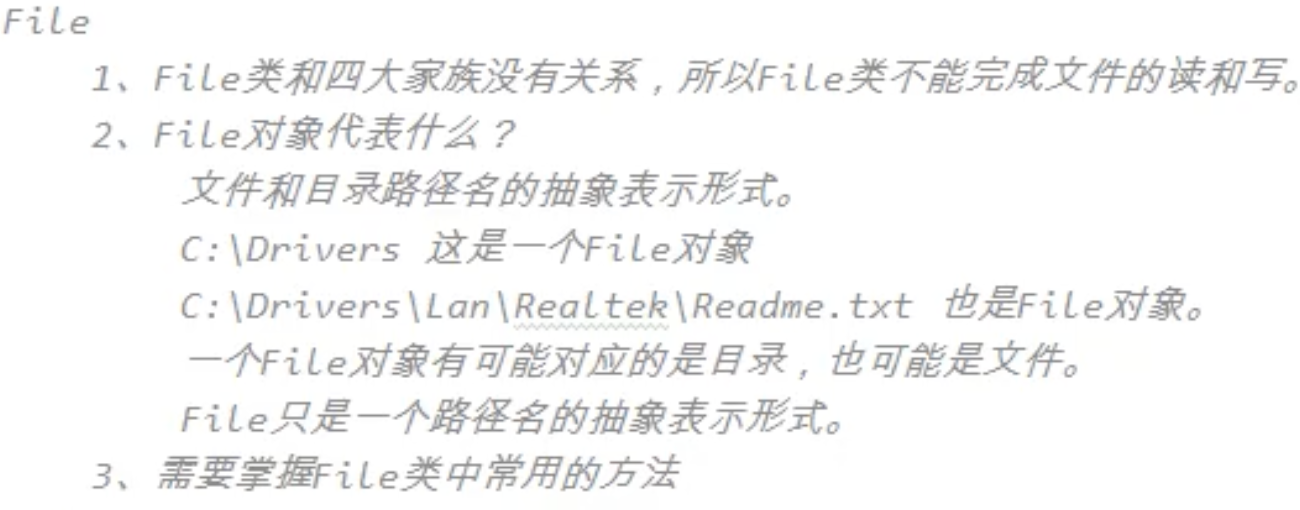 File
1、File类和四大家族没有关系，所以File类不能完成文件的读和写。
2、File对象代表什么？
文件和目录路径名的抽象表示形式。
C:\Drivers 这是一个File对象
C:\Drivers\Lan\Realtek\Readme.txt 也是File对象。
一个File对象有可能对应的是目录，也可能是文件。
File只是一个路径名的抽象表示形式。
3、需要掌握File类中常用的方法